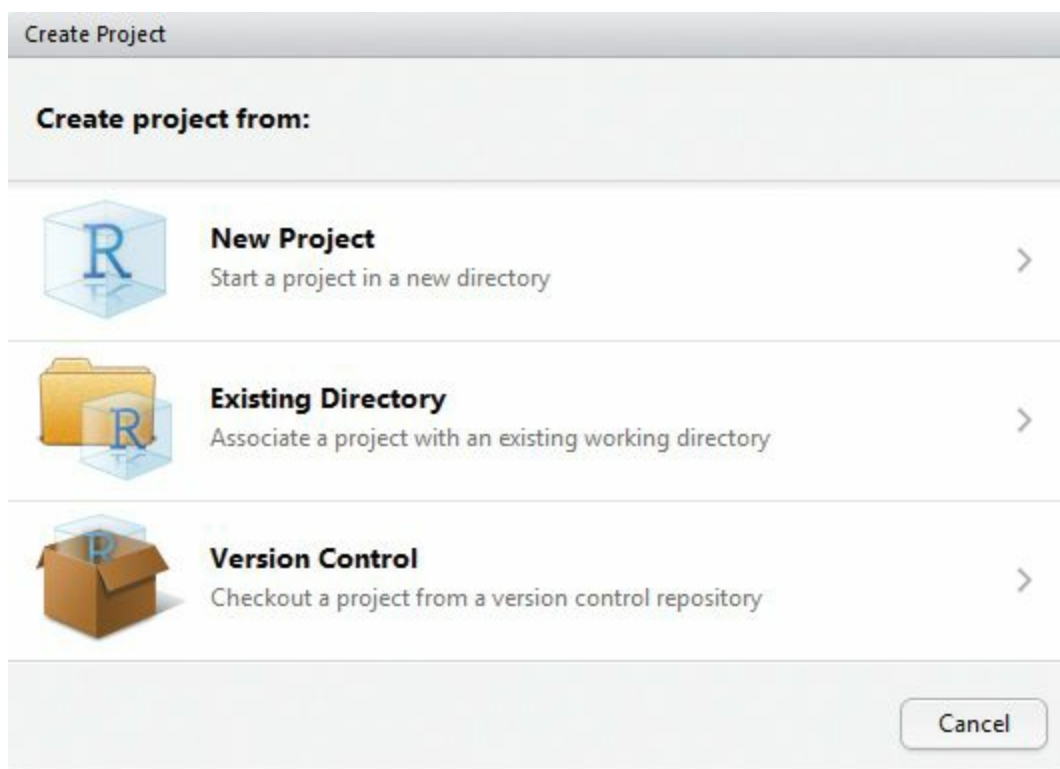 Create Project
Create project from:
R
New Project
Start a project in a new directory
R
Existing Directory
Associate a project with an existing working directory
R
Version Control
Checkout a project from a version control repository
Cancel